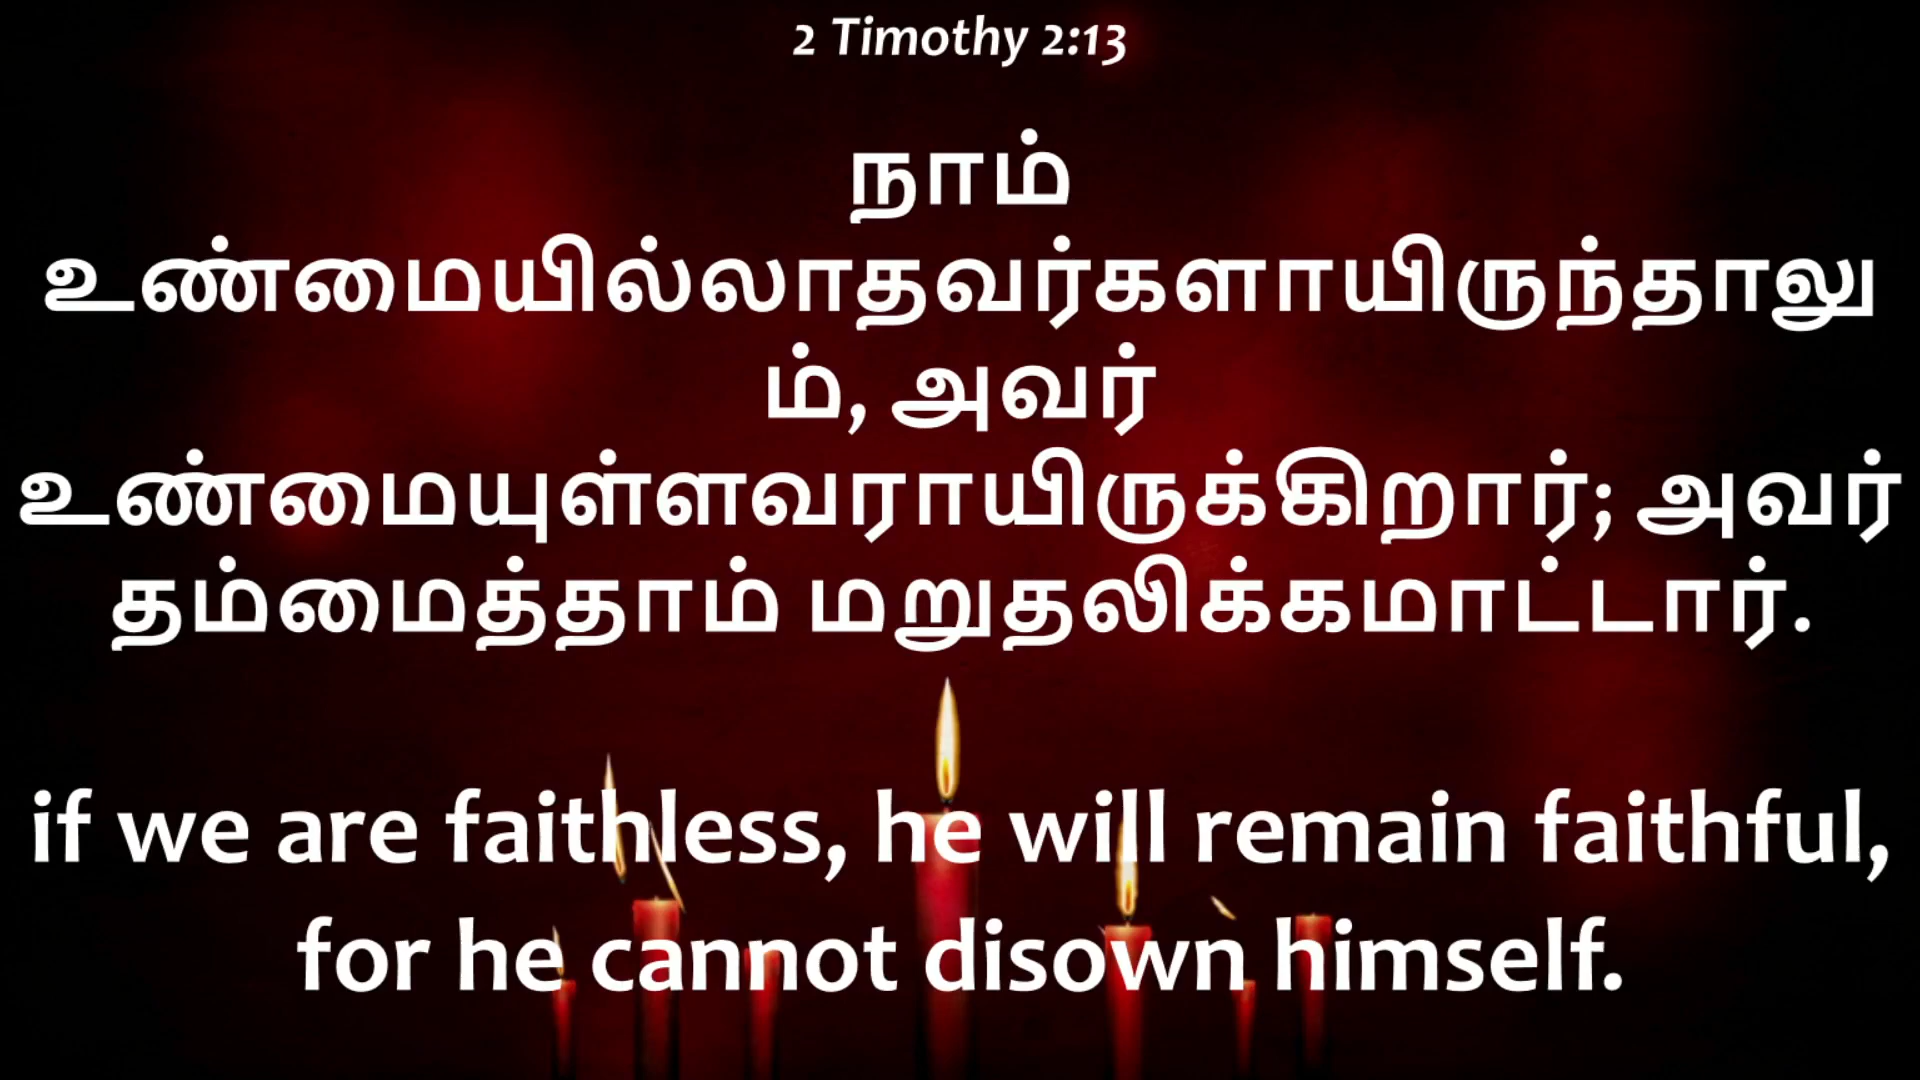 2 Timothy 2:13
நாம்
உண்மையில்லாதவர்களாயிருந்தாலு
ம், அவர்
உண்மையுள்ளவராயிருக்கிறார்; அவர்
தம்மைத்தாம் மறுதலிக்கமாட்டார்.
if we are faithless, he will remain faithful,
for he cannot disown himself.